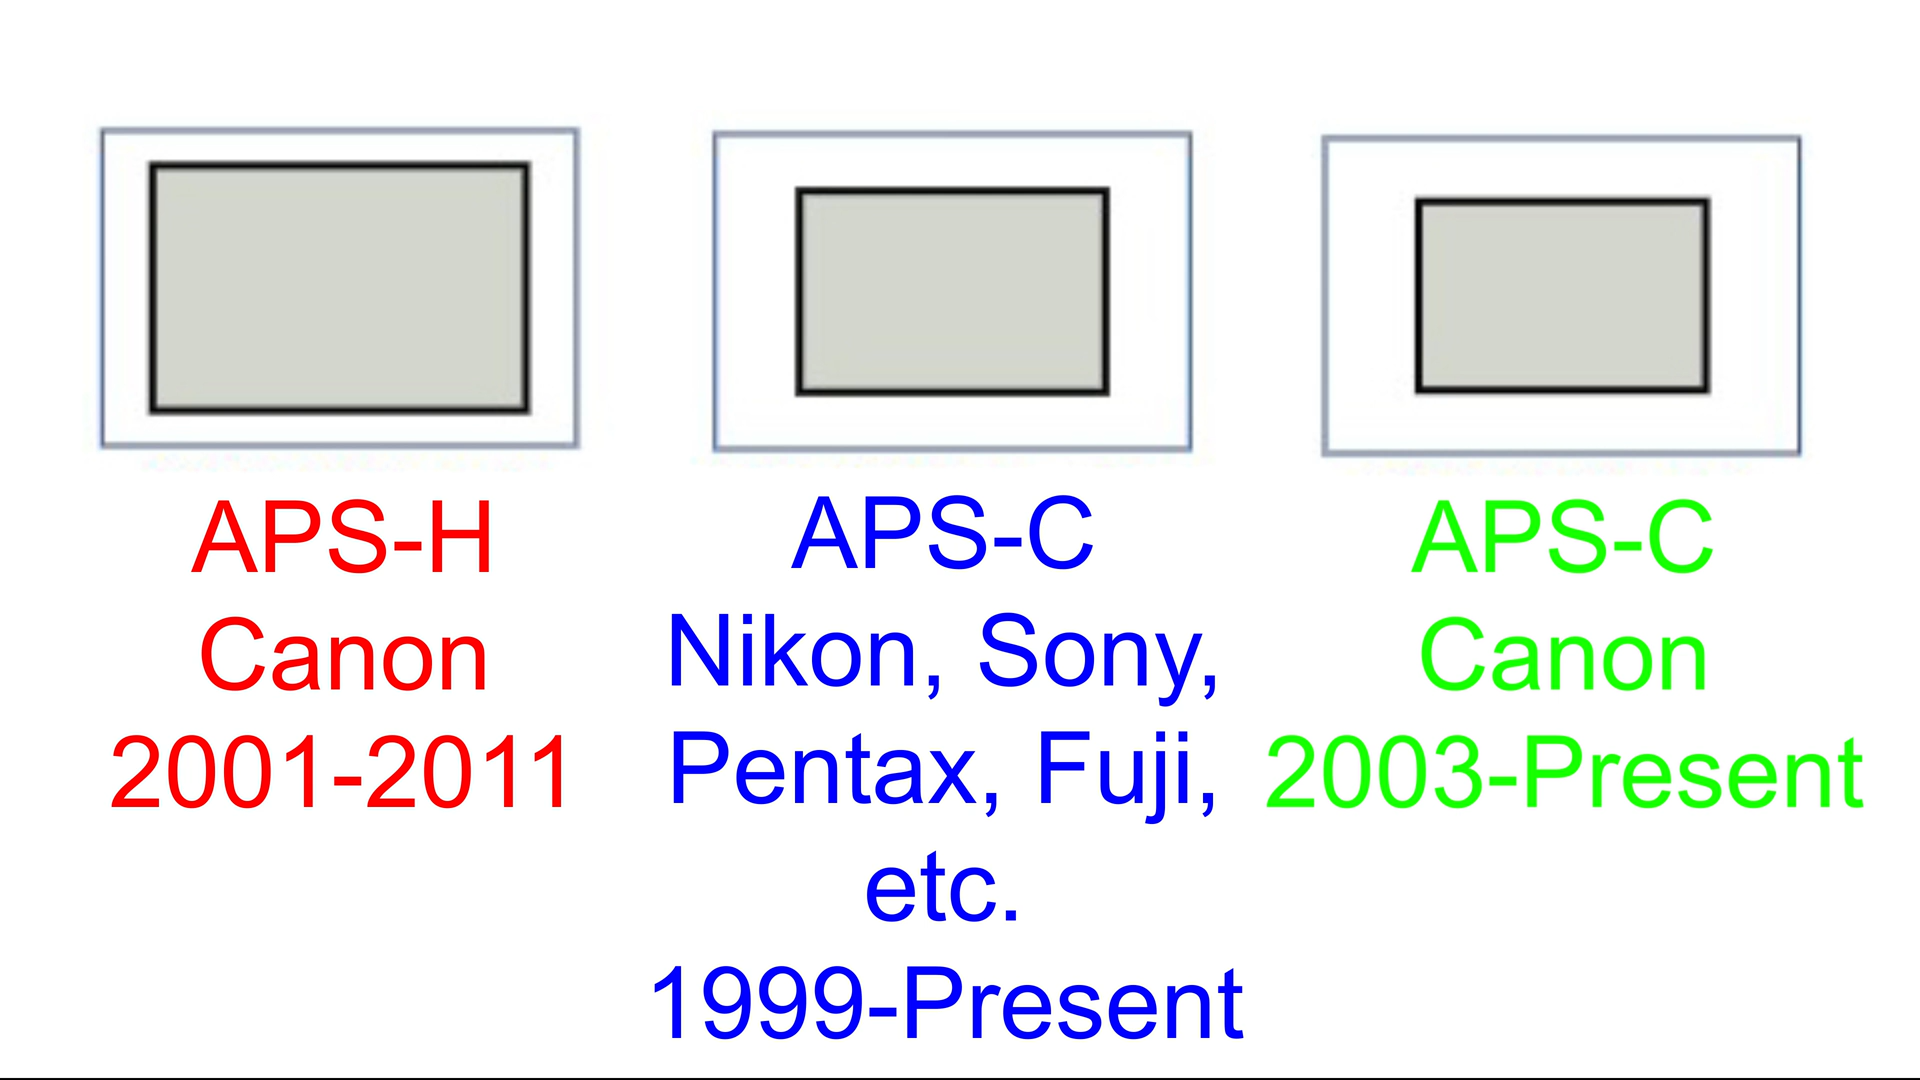 APS-H
Canon
2001-2011
APS-C
Nikon, Sony,
Pentax, Fuji,
etc.
1999-Present
APS-C
Canon
2003-Present